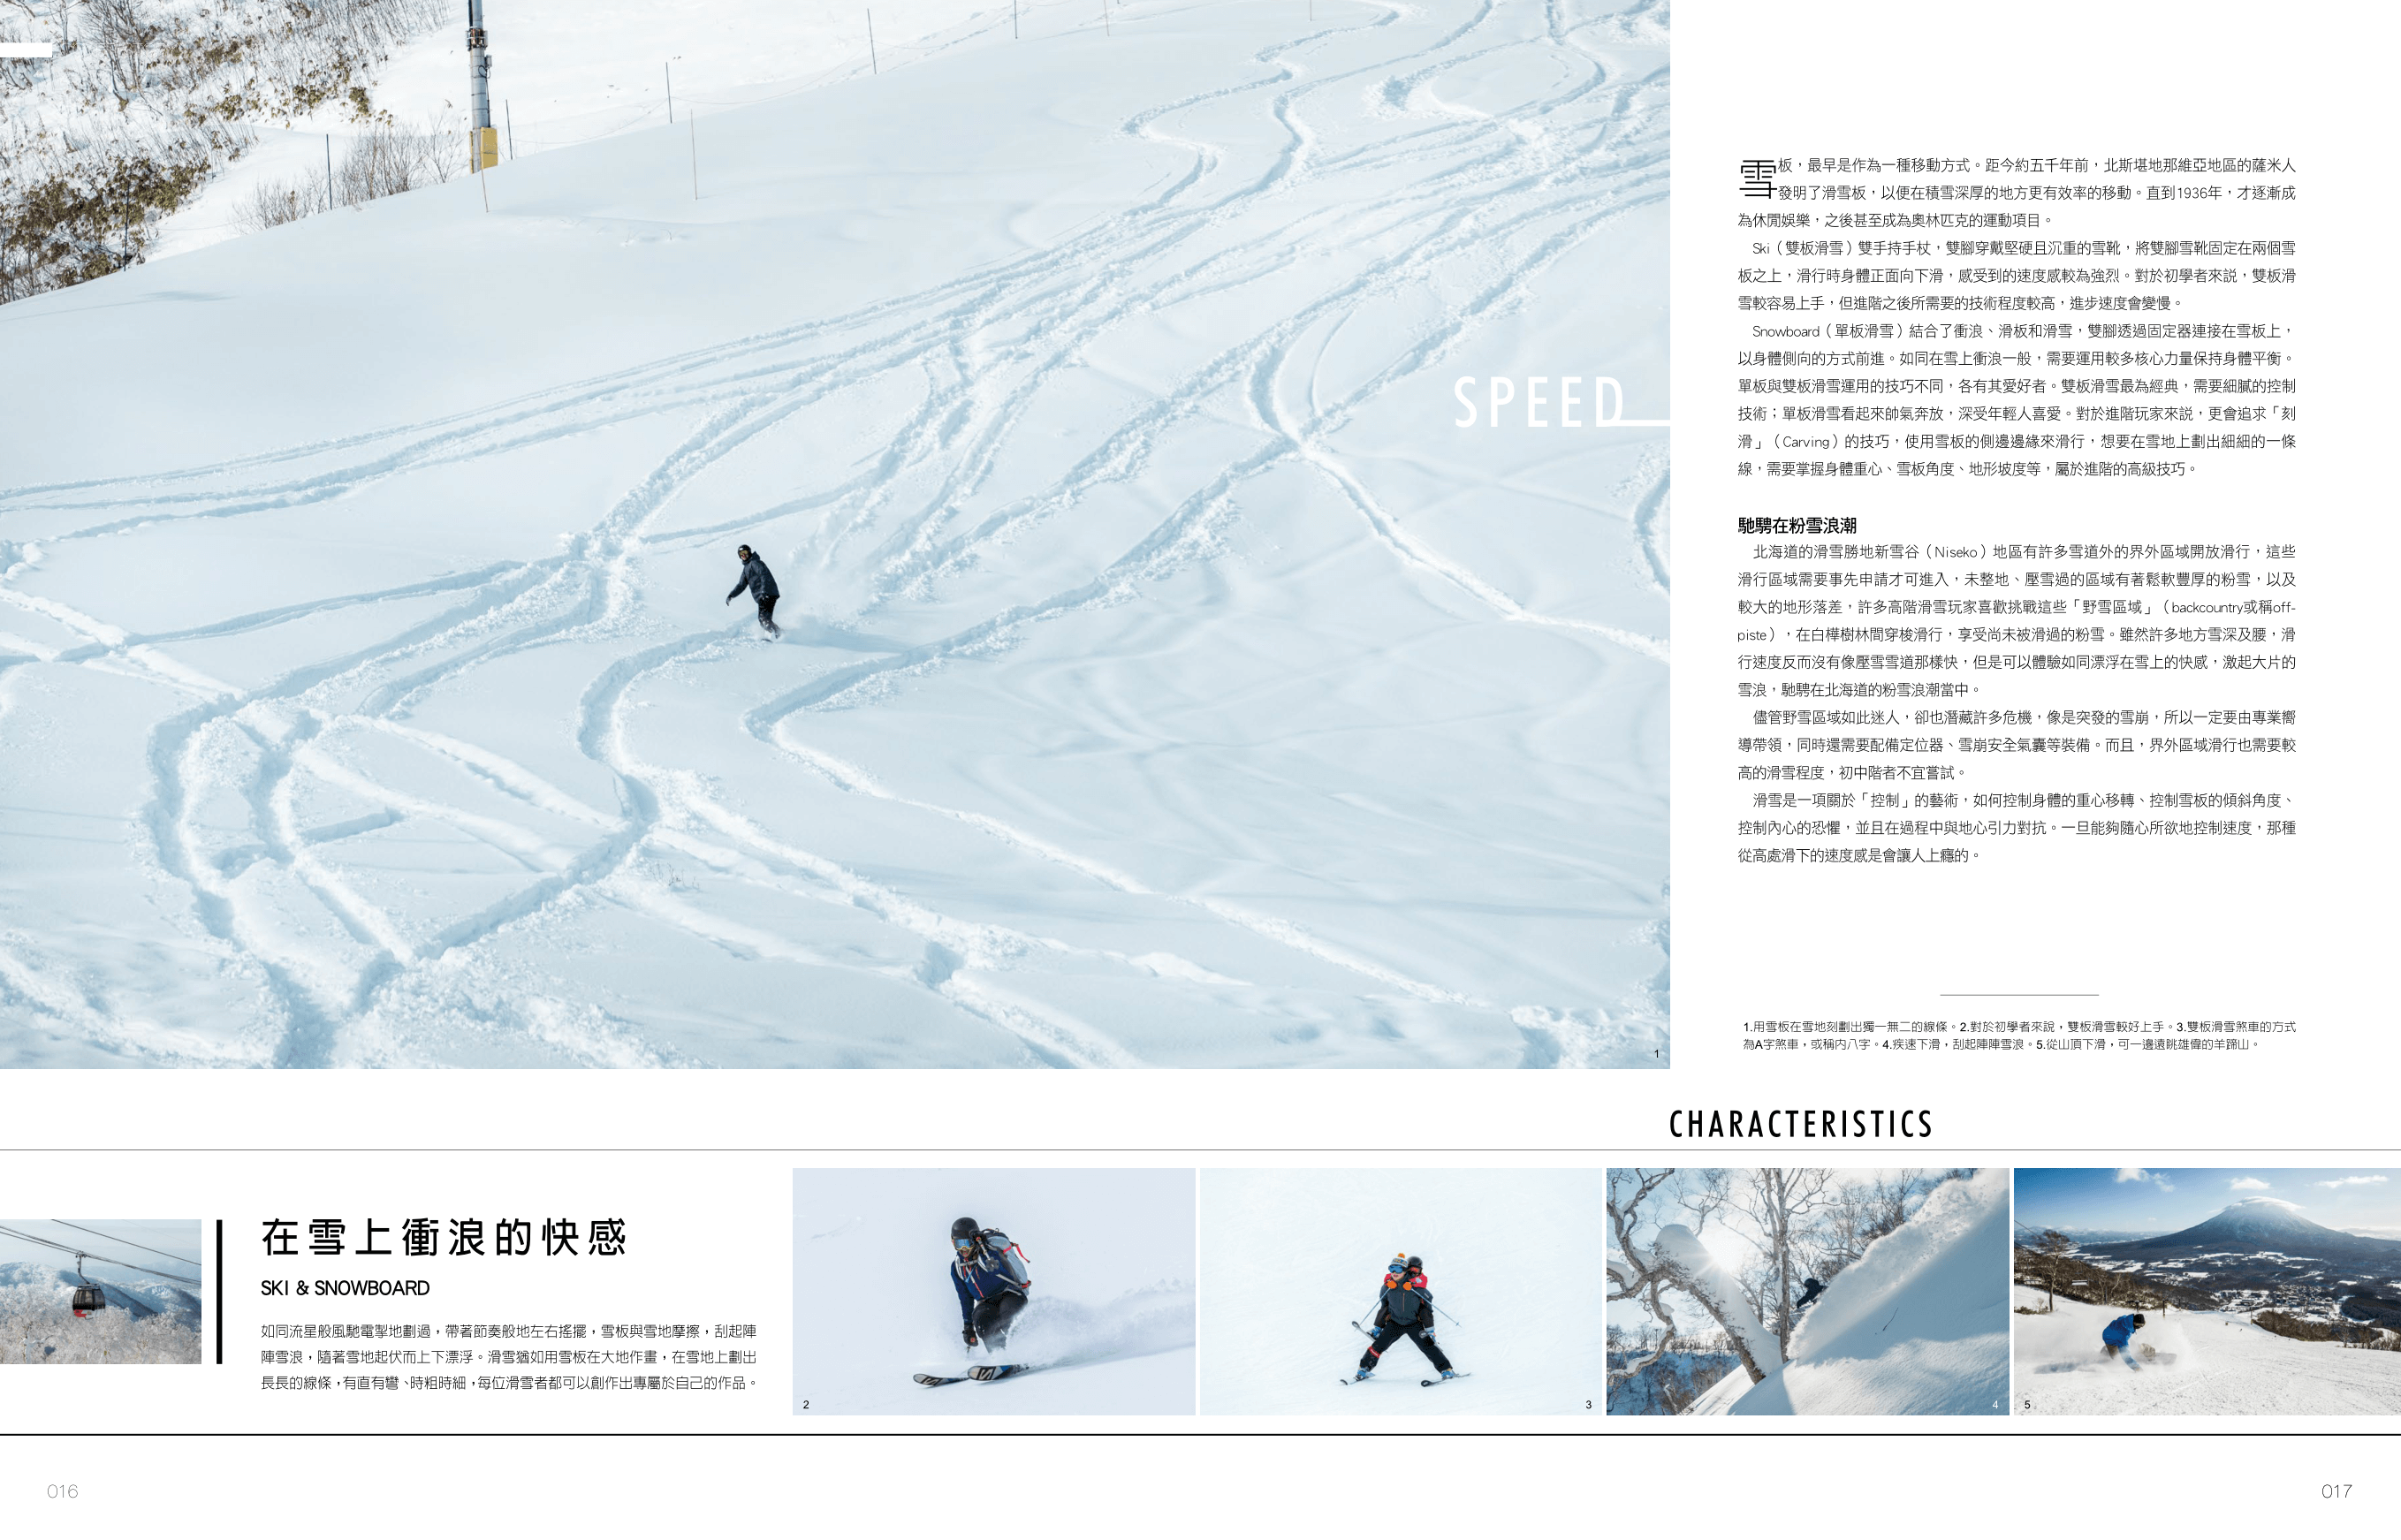 SPEED
雪板，最早是作為一種移動方式。距今約五千年前，北斯堪地那維亞地區的薩米人
發明了滑雪板，以便在積雪深厚的地方更有效率的移動。直到1936年，才逐漸成
為休閒娛樂，之後甚至成為奧林匹克的運動項目。
Ski（雙板滑雪）雙手持手杖，雙腳穿戴堅硬且沉重的雪靴，將雙腳雪靴固定在兩個雪
板之上，滑行時身體正面向下滑，感受到的速度感較為強烈。對於初學者來說，雙板滑
雪較容易上手，但進階之後所需要的技術程度較高，進步速度會變慢。
Snowboard（單板滑雪）結合了衝浪、滑板和滑雪，雙腳透過固定器連接在雪板上，
以身體側向的方式前進。如同在雪上衝浪一般，需要運用較多核心力量保持身體平衡。
單板與雙板滑雪運用的技巧不同，各有其愛好者。雙板滑雪最為經典，需要細膩的控制
技術；單板滑雪看起來帥氣奔放，深受年輕人喜愛。對於進階玩家來說，更會追求「刻
滑」（Carving）的技巧，使用雪板的側邊邊緣來滑行，想要在雪地上劃出細細的一條
線，需要掌握身體重心、雪板角度、地形坡度等，屬於進階的高級技巧。
馳騁在粉雪浪潮
北海道的滑雪勝地新雪谷（Niseko）地區有許多雪道外的界外區域開放滑行，這些
滑行區域需要事先申請才可進入，未整地、壓雪過的區域有著鬆軟豐厚的粉雪，以及
較大的地形落差，許多高階滑雪玩家喜歡挑戰這些「野雪區域」（backcountry或稱off-
piste），在白樺樹林間穿梭滑行，享受尚未被滑過的粉雪。雖然許多地方雪深及腰，滑
行速度反而沒有像壓雪雪道那樣快，但是可以體驗如同漂浮在雪上的快感，激起大片的
雪浪，馳騁在北海道的粉雪浪潮當中。
儘管野雪區域如此迷人，卻也潛藏許多危機，像是突發的雪崩，所以一定要由專業嚮
導帶領，同時還需要配備定位器、雪崩安全氣囊等裝備。而且，界外區域滑行也需要較
高的滑雪程度，初中階者不宜嘗試。
滑雪是一項關於「控制」的藝術，如何控制身體的重心移轉、控制雪板的傾斜角度、
控制內心的恐懼，並且在過程中與地心引力對抗。一旦能夠隨心所欲地控制速度，那種
從高處滑下的速度感是會讓人上癮的。
1.用雪板在雪地刻劃出獨一無二的線條。2.對於初學者來說，雙板滑雪較好上手。3.雙板滑雪煞車的方式
為A字煞車，或稱內八字。4.疾速下滑，刮起陣陣雪浪。5.從山頂下滑，可一邊遠眺雄偉的羊蹄山。
1
CHARACTERISTICS
在雪上衝浪的快感
SKI & SNOWBOARD
如同流星般風馳電掣地劃過，帶著節奏般地左右搖擺，雪板與雪地摩擦，刮起陣
陣雪浪，隨著雪地起伏而上下漂浮。滑雪猶如用雪板在大地作畫，在雪地上劃出
長長的線條，有直有彎、時粗時細，每位滑雪者都可以創作出專屬於自己的作品。
2
3
4
5
016
017